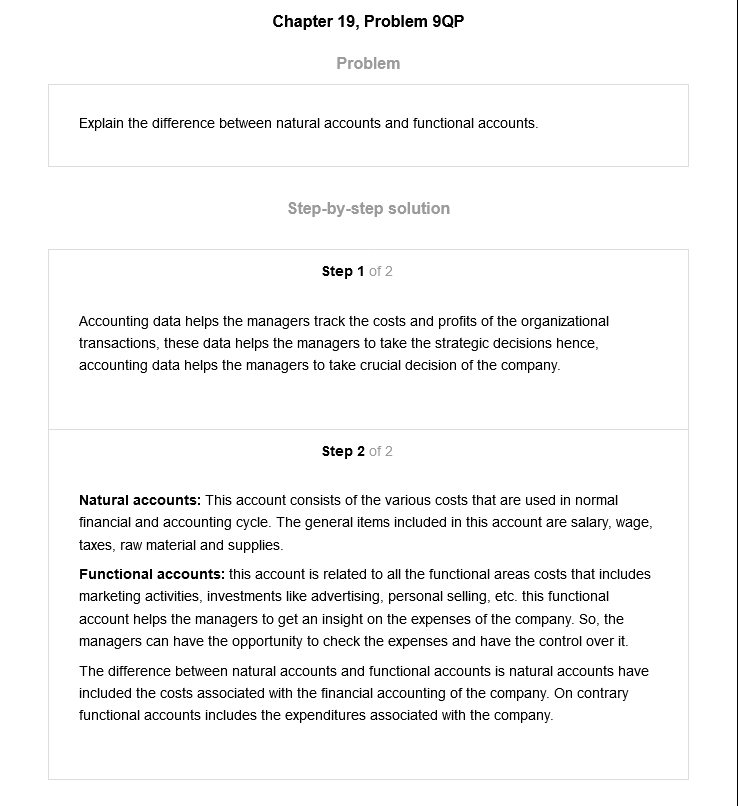 Chapter 19, Problem 9QP
Problem
Explain the difference between natural accounts and functional accounts.
Step-by-step solution
Step 1 of 2
Accounting data helps the managers track the costs and profits of the organizational
transactions, these data helps the managers to take the strategic decisions hence,
accounting data helps the managers to take crucial decision of the company.
Step 2 of 2
Natural accounts: This account consists of the various costs that are used in normal
financial and accounting cycle. The general items included in this account are salary, wage,
taxes, raw material and supplies.
Functional accounts: this account is related to all the functional areas costs that includes
marketing activities, investments like advertising, personal selling, etc. this functional
account helps the managers to get an insight on the expenses of the company. So, the
managers can have the opportunity to check the expenses and have the control over it.
The difference between natural accounts and functional accounts is natural accounts have
included the costs associated with the financial accounting of the company. On contrary
functional accounts includes the expenditures associated with the company.